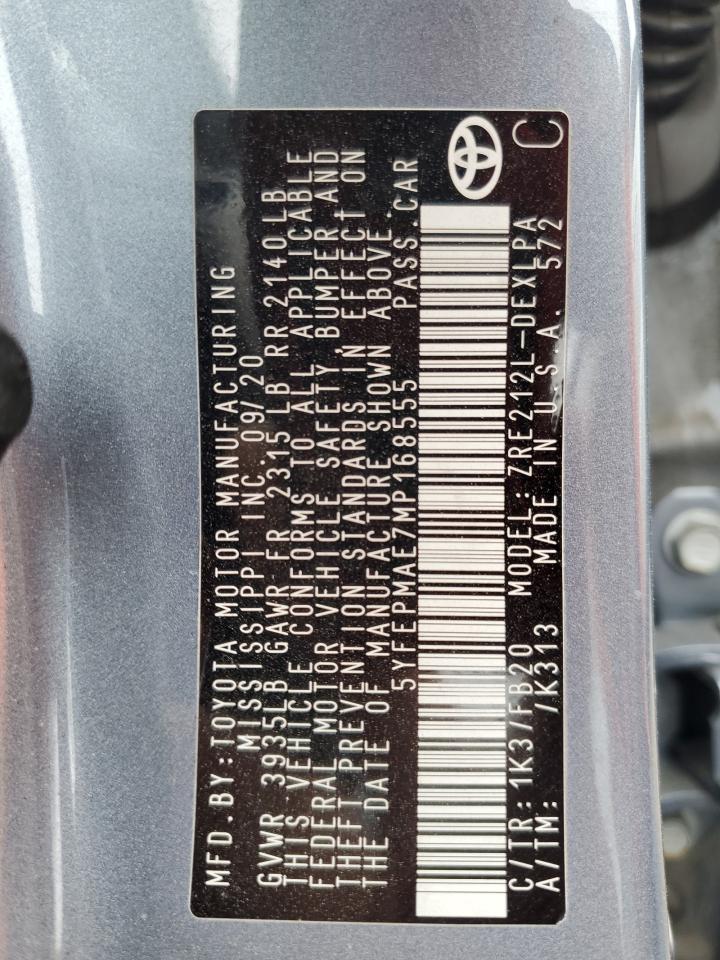 MFD.BY:TOYOTA MOTOR MANUFACTURING
MISSISSIPPI INC. 09/20
GVWR 3935LB GAWR FR 2315 LB RR 2140LB
THIS VEHICLE CONFORMS TO ALL APPLICABLE
FEDERAL MOTOR VEHICLE SAFETY, BUMPER AND
THEFT PREVENTION STANDARDS IN EFFECT ON
THE DATE OF MANUFACTURE SHOWN ABOVE.
5YFEPMAE7MP168555 PASS.CAR
C/TR: 1K3/FB20 MODEL: ZRE212L-DEXLPA
A/TM: /K313 MADE IN U.S.A. 572
C